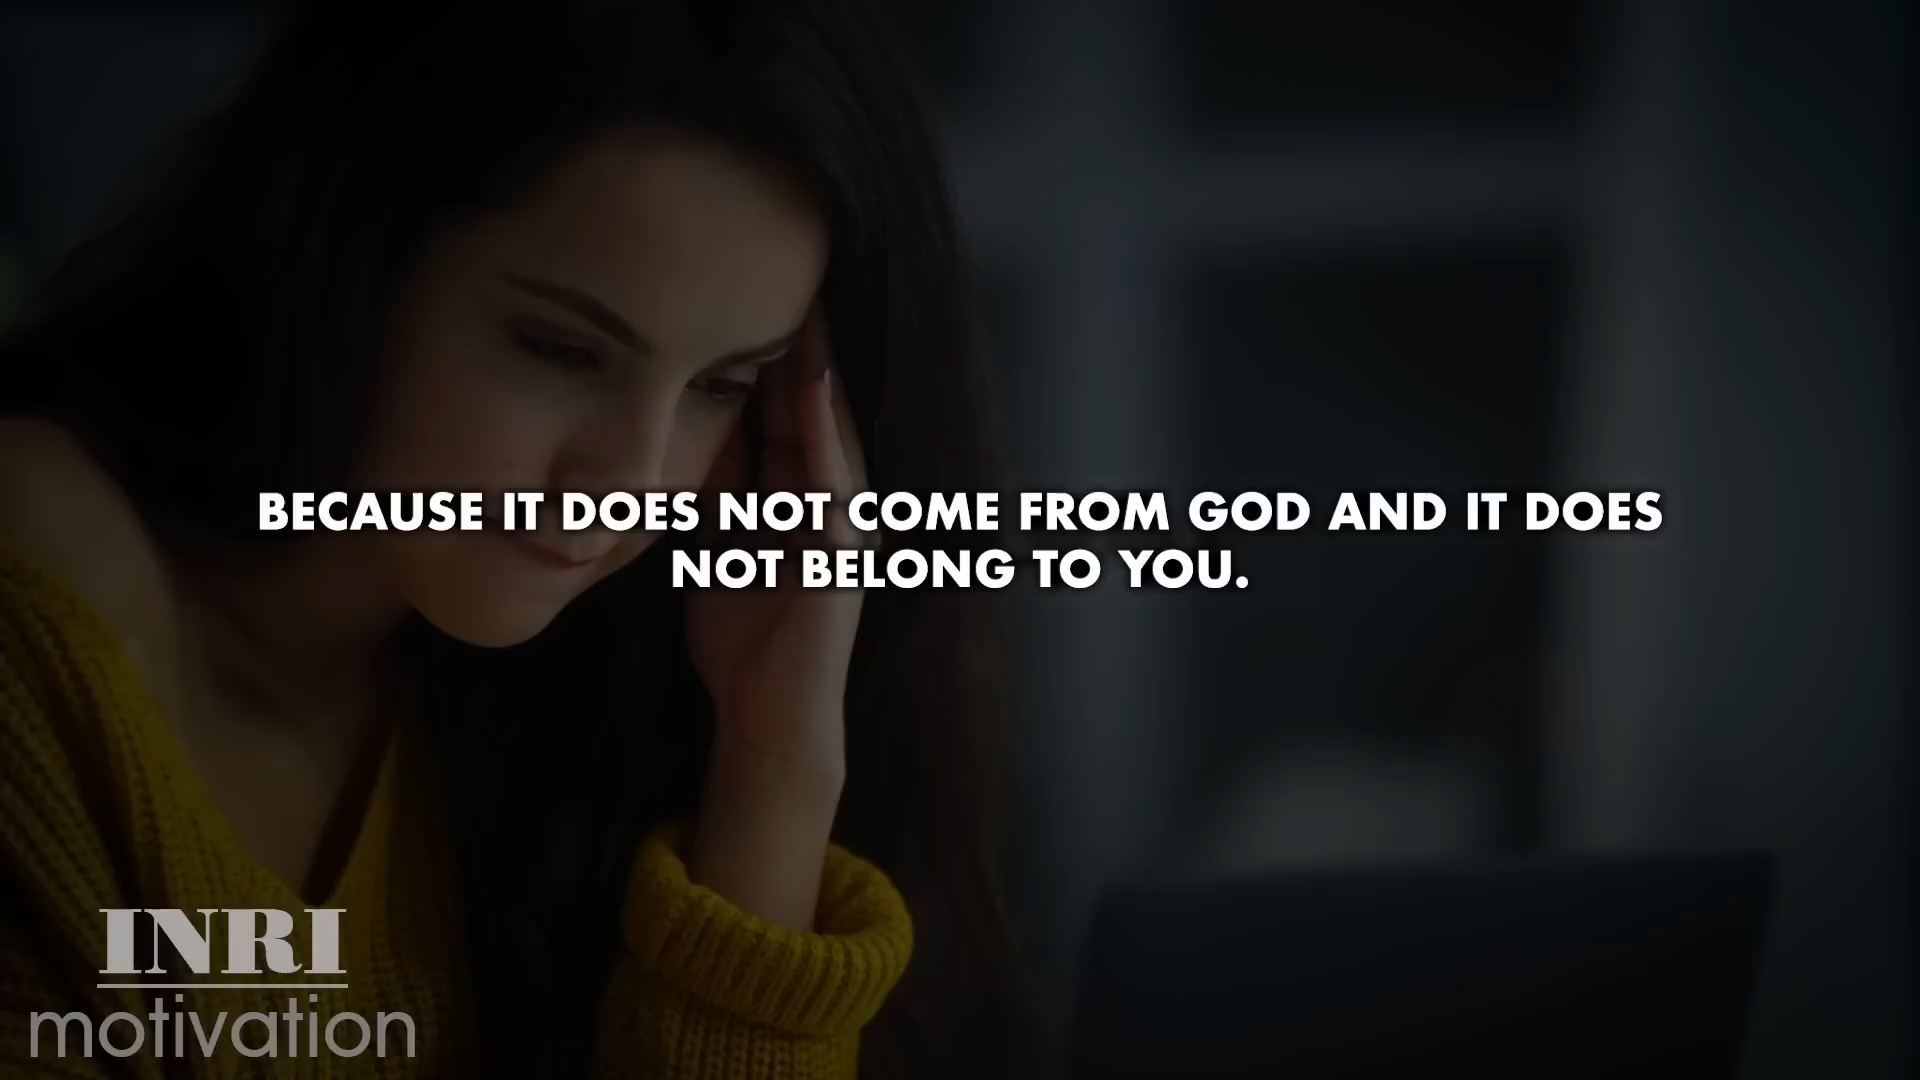 BECAUSE IT DOES NOT COME FROM GOD AND IT DOES
NOT BELONG TO YOU.
INRI
motivation